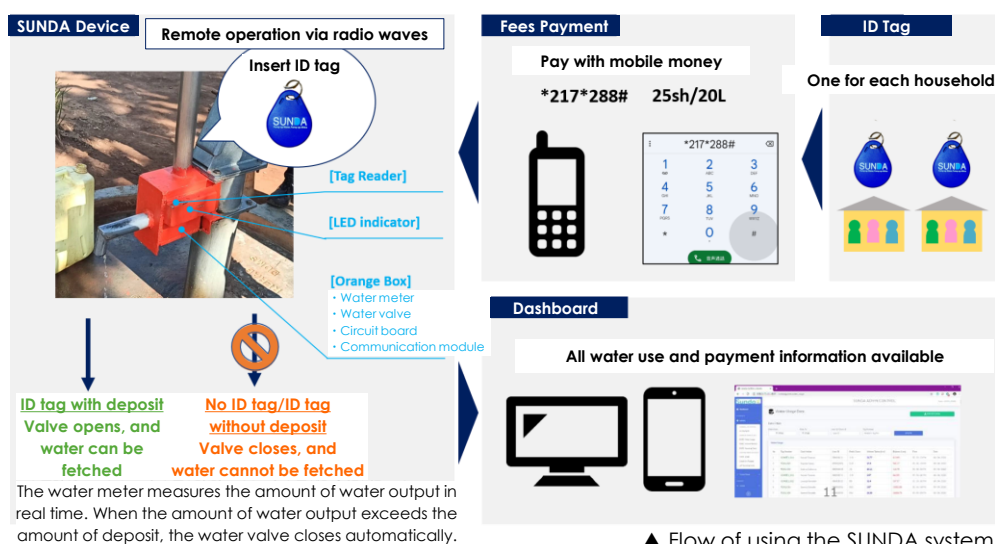 SUNDA Device
Remote operation via radio waves
Insert ID tag
SUNDA
[Tag Reader]
[LED indicator]
[Orange Box]
・Water meter
・Water valve
・Circuit board
・Communication module
ID tag with deposit
Valve opens, and
water can be
fetched
No ID tag/ID tag
without deposit
Valve closes, and
water cannot be fetched
The water meter measures the amount of water output in
real time. When the amount of water output exceeds the
amount of deposit, the water valve closes automatically.
Fees Payment
Pay with mobile money
*217*288# 25sh/20L
*217*288#
1 2 3
4 5 6
7 8 9
* 0 #
ID Tag
One for each household
SUNDA SUNDA
Dashboard
All water use and payment information available
11
▲ Flow of using the SUNDA system